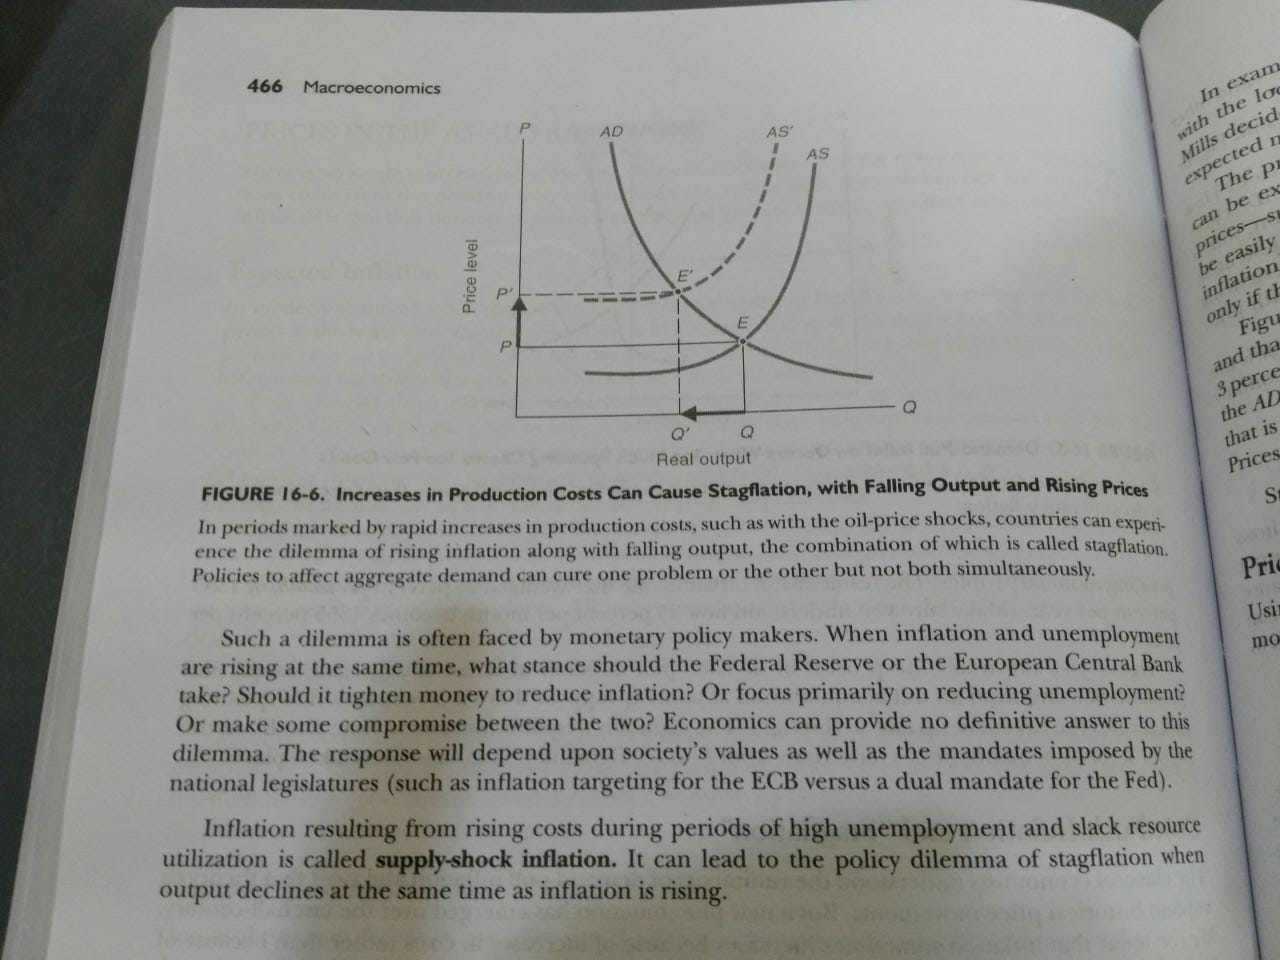 466 Macroeconomics
P
AD
AS'
AS
Price level
E'
P'
E
P
Q
Q'
Q
Real output
FIGURE 16-6. Increases in Production Costs Can Cause Stagflation, with Falling Output and Rising Prices
In periods marked by rapid increases in production costs, such as with the oil-price shocks, countries can experi-
ence the dilemma of rising inflation along with falling output, the combination of which is called stagflation.
Policies to affect aggregate demand can cure one problem or the other but not both simultaneously.
Such a dilemma is often faced by monetary policy makers. When inflation and unemployment
are rising at the same time, what stance should the Federal Reserve or the European Central Bank
take? Should it tighten money to reduce inflation? Or focus primarily on reducing unemployment?
Or make some compromise between the two? Economics can provide no definitive answer to this
dilemma. The response will depend upon society's values as well as the mandates imposed by the
national legislatures (such as inflation targeting for the ECB versus a dual mandate for the Fed).
Inflation resulting from rising costs during periods of high unemployment and slack resource
utilization is called supply-shock inflation. It can lead to the policy dilemma of stagflation when
output declines at the same time as inflation is rising.
In exam
with the
Mills decid
expected
The
can be ex
prices—
be easily
inflation
only if
Figu
and tha
3 perce
the AD
that is
Prices